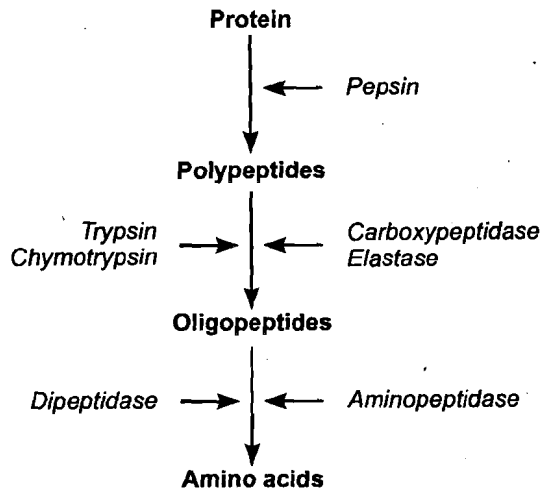 Protein
Pepsin
Polypeptides
Trypsin
Chymotrypsin
Carboxypeptidase
Elastase
Oligopeptides
Dipeptidase
Aminopeptidase
Amino acids